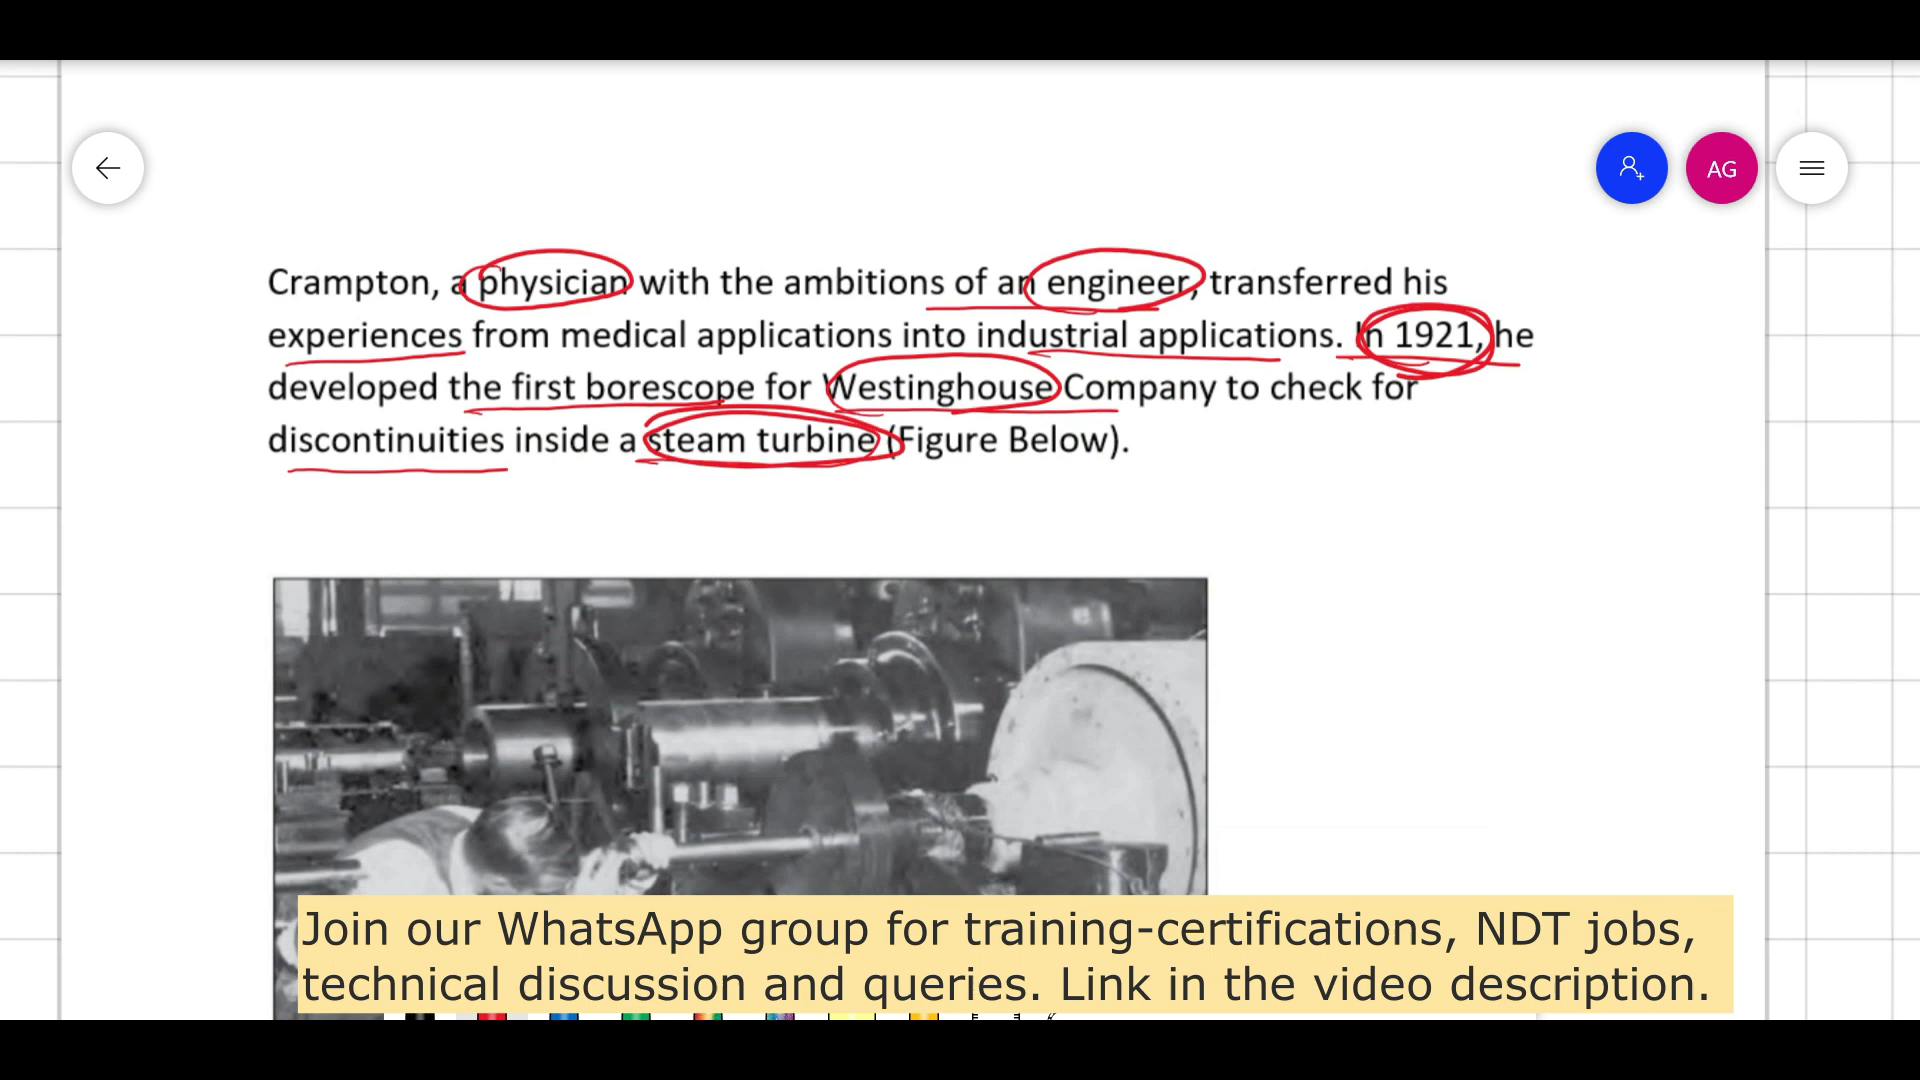 AG
Crampton, a physician with the ambitions of an engineer, transferred his
experiences from medical applications into industrial applications. In 1921, he
developed the first borescope for Westinghouse Company to check for
discontinuities inside a steam turbine (Figure Below).
Join our WhatsApp group for training-certifications, NDT jobs,
technical discussion and queries. Link in the video description.